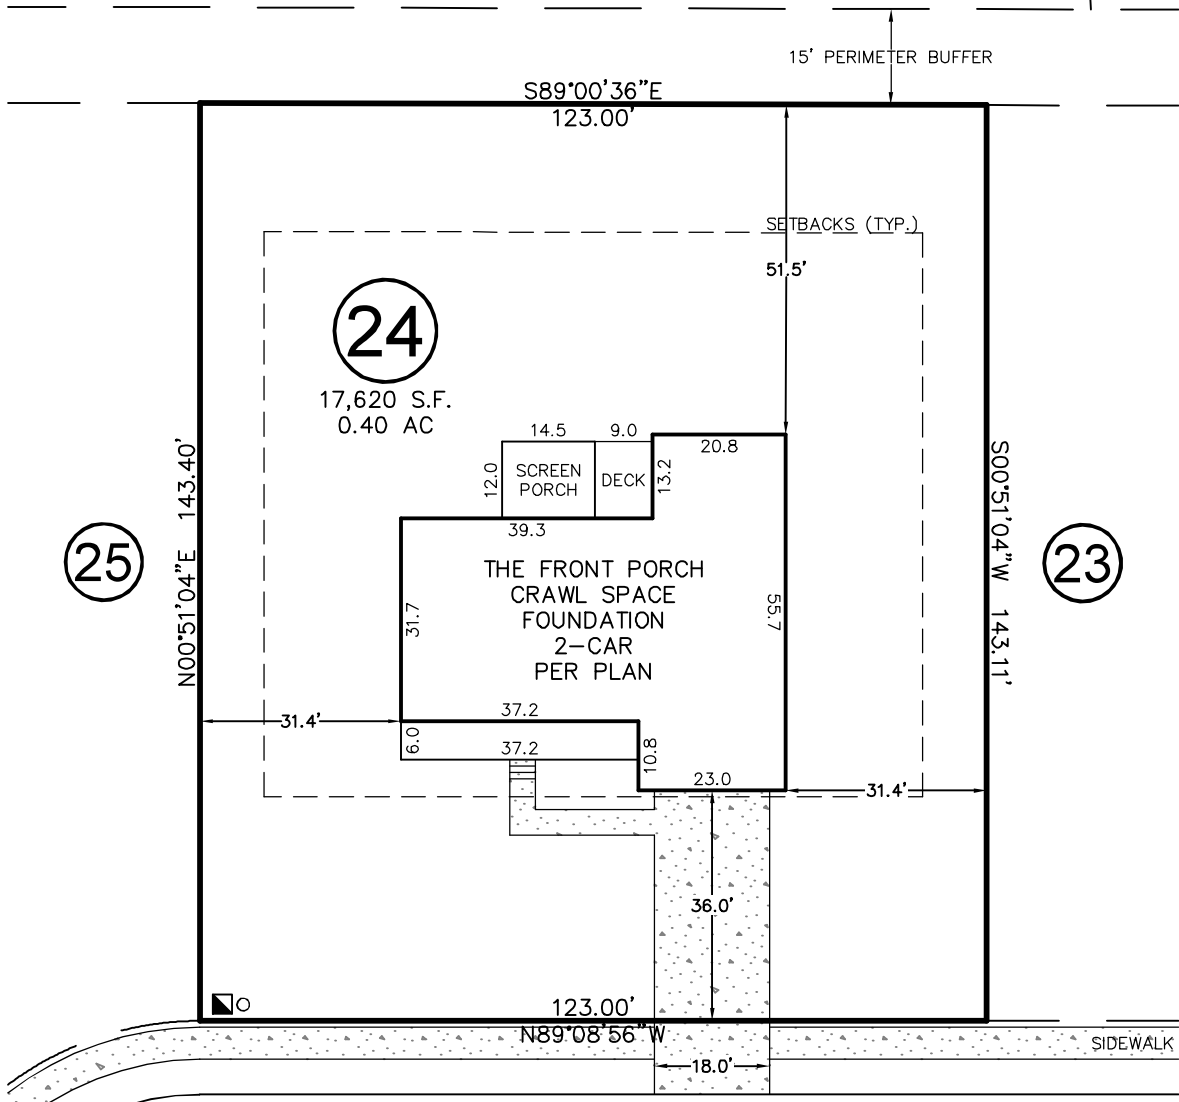 15' PERIMETER BUFFER
S89°00'36"E
123.00'
SETBACKS (TYP.)
51.5'
24
17,620 S.F.
0.40 AC
14.5
9.0
20.8
12.0
SCREEN
PORCH
DECK
13.2
39.3
N00°51'04"E 143.40'
S00°51'04"W 143.11'
25
23
THE FRONT PORCH
CRAWL SPACE
FOUNDATION
2-CAR
PER PLAN
31.7
55.7
37.2
31.4'
6.0
37.2
10.8
23.0
31.4'
36.0'
123.00'
N89°08'56"W
SIDEWALK
18.0'